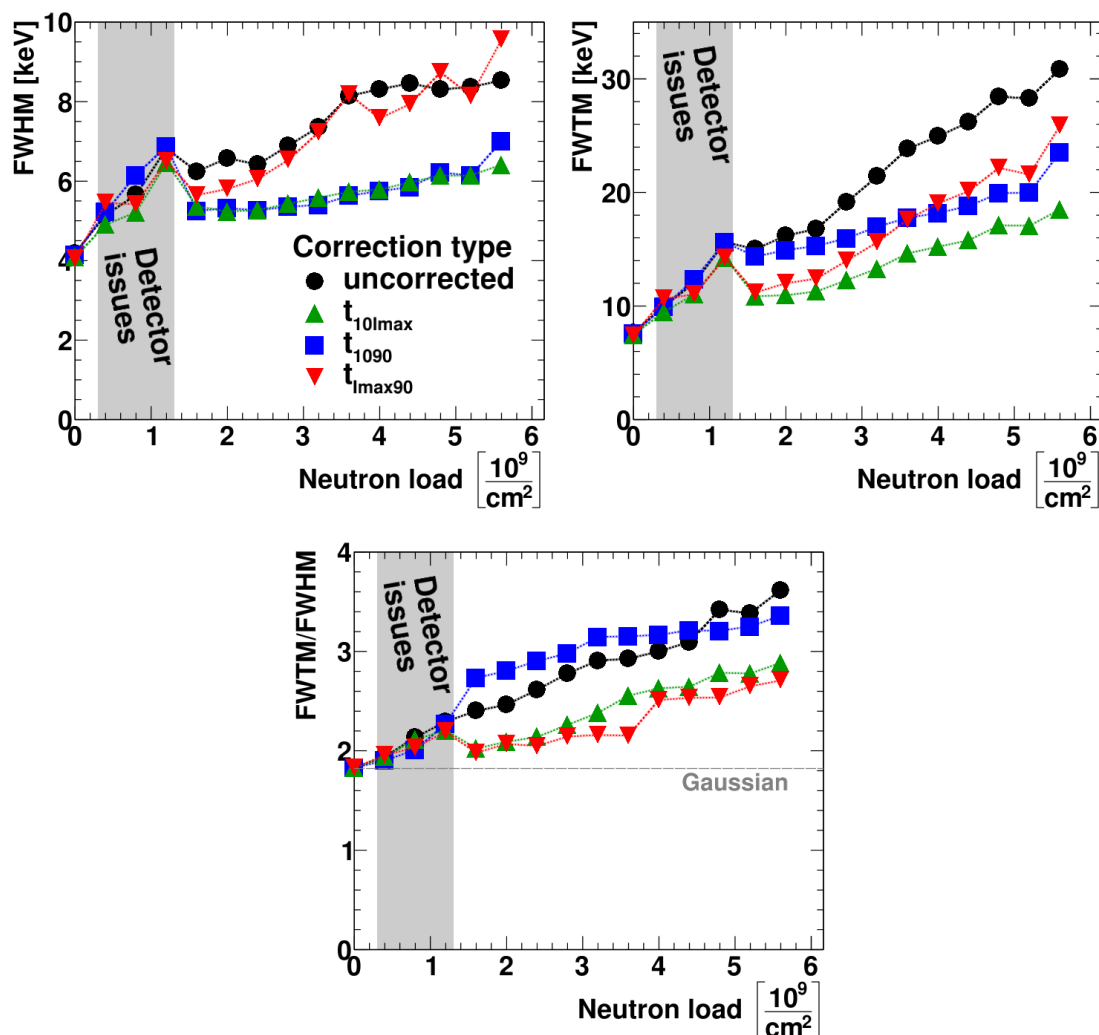 FWHM [keV]
10
8
6
4
2
0
Detector
issues
Detector
issues
Correction type
uncorrected
t10Imax
t1090
tImax90
0 1 2 3 4 5 6
Neutron load [10^9/cm^2]
FWTM [keV]
30
20
10
0
Detector
issues
0 1 2 3 4 5 6
Neutron load [10^9/cm^2]
FWTM/FWHM
4
3
2
1
0
Detector
issues
Gaussian
0 1 2 3 4 5 6
Neutron load [10^9/cm^2]